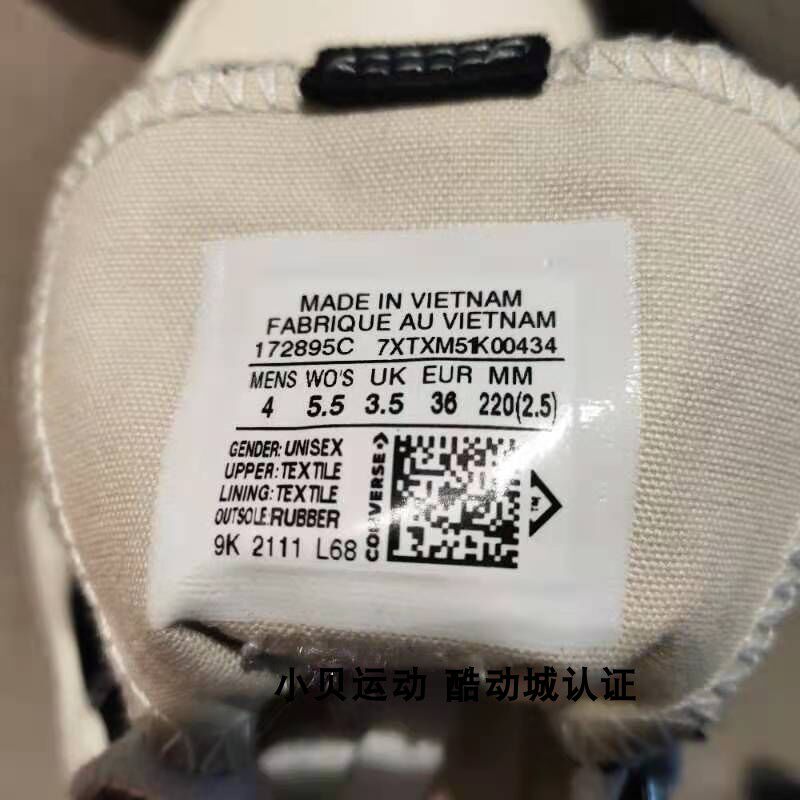 MADE IN VIETNAM
FABRIQUE AU VIETNAM
172895C 7XTXM51K00434
MENS WO'S UK EUR MM
4 5.5 3.5 36 220(2.5)
GENDER: UNISEX
UPPER: TEXTILE
LINING: TEXTILE
OUTSOLE: RUBBER
9K 2111 L68
CONVERSE
TM
小贝运动 酷动城认证